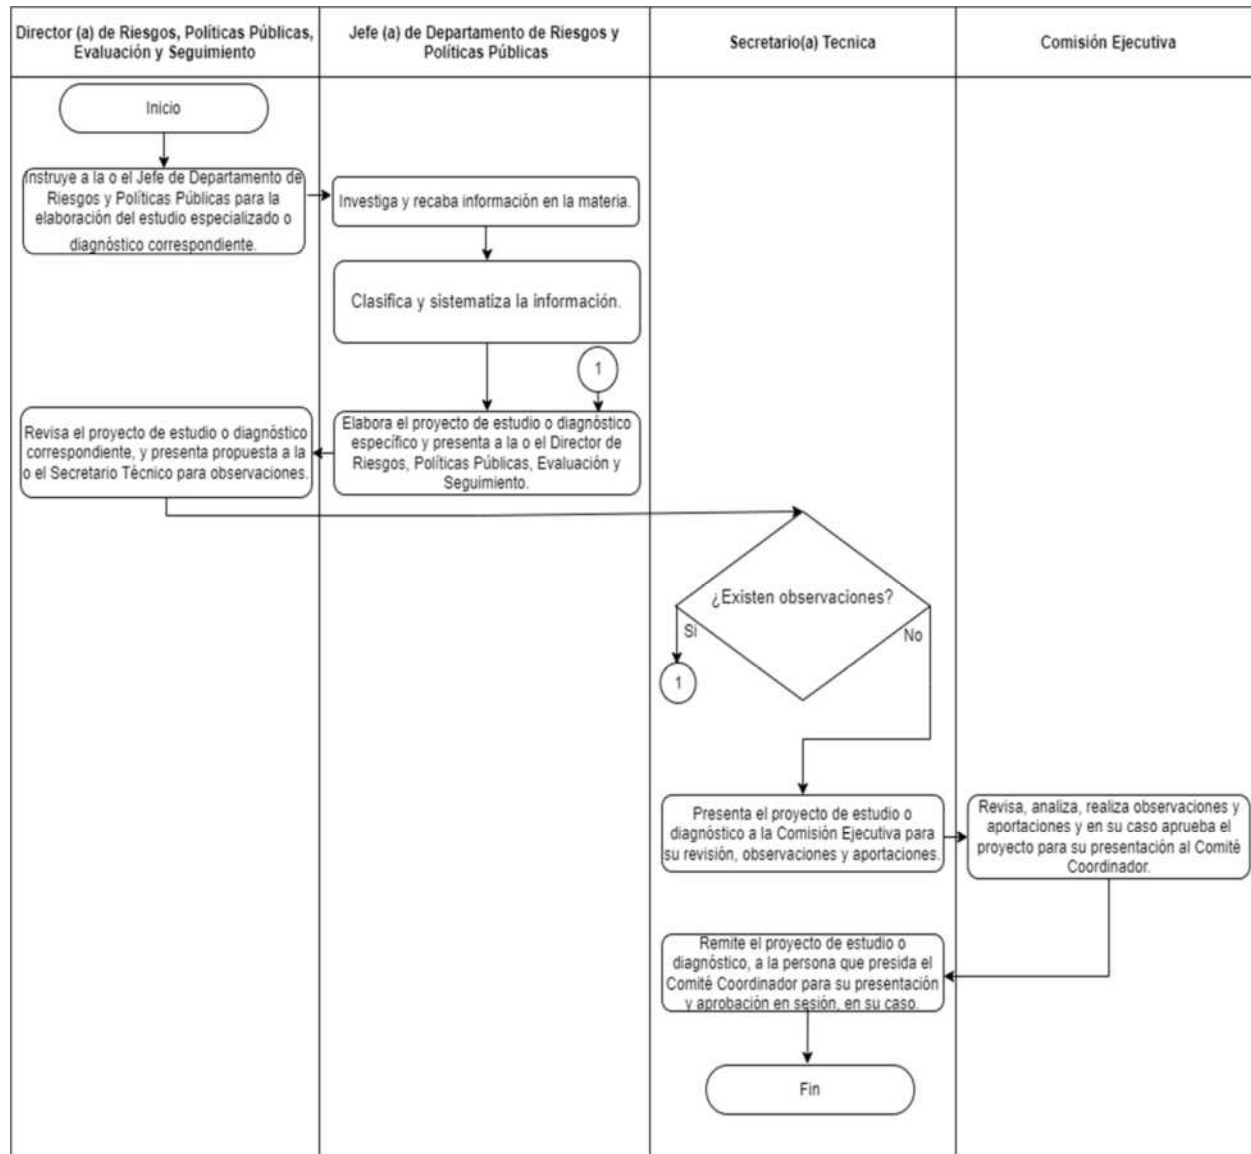 Director (a) de Riesgos, Políticas Públicas,
Evaluación y Seguimiento
Jefe (a) de Departamento de Riesgos y
Políticas Públicas
Secretario(a) Tecnica
Comisión Ejecutiva
Inicio
Instruye a la o el Jefe de Departamento de
Riesgos y Políticas Públicas para la
elaboración del estudio especializado o
diagnóstico correspondiente.
Investiga y recaba información en la materia.
Clasifica y sistematiza la información.
1
Elabora el proyecto de estudio o diagnóstico
específico y presenta a la o el Director de
Riesgos, Políticas Públicas, Evaluación y
Seguimiento.
Revisa el proyecto de estudio o diagnóstico
correspondiente, y presenta propuesta a la
o el Secretario Técnico para observaciones.
¿Existen observaciones?
Si
No
1
Presenta el proyecto de estudio o
diagnóstico a la Comisión Ejecutiva para
su revisión, observaciones y aportaciones.
Revisa, analiza, realiza observaciones y
aportaciones y en su caso aprueba el
proyecto para su presentación al Comité
Coordinador.
Remite el proyecto de estudio o
diagnóstico, a la persona que presida el
Comité Coordinador para su presentación
y aprobación en sesión, en su caso.
Fin